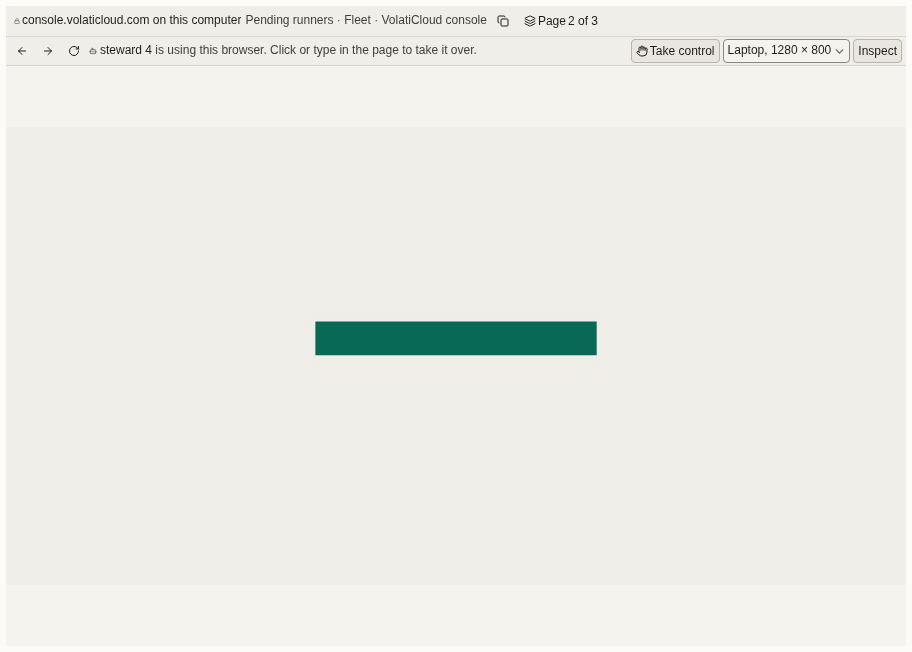 console.volaticloud.com on this computer Pending runners · Fleet · VolatiCloud console Page 2 of 3
steward 4 is using this browser. Click or type in the page to take it over. Take control Laptop, 1280 × 800 Inspect